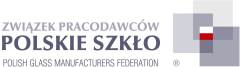 ZWIĄZEK PRACODAWCÓW
POLSKIE SZKŁO
POLISH GLASS MANUFACTURERS FEDERATION ®